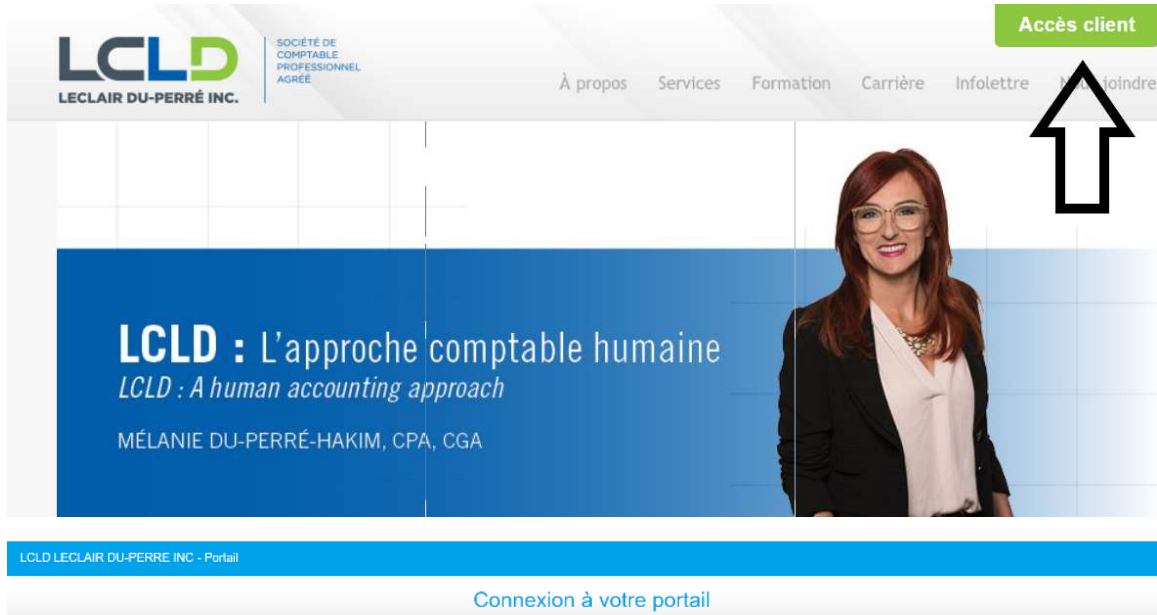 Accès client
LCLD
LECLAIR DU-PERRÉ INC.
SOCIÉTÉ DE
COMPTABLE
PROFESSIONNEL
AGRÉÉ
À propos Services Formation Carrière Infolettre Nous joindre
LCLD : L'approche comptable humaine
LCLD : A human accounting approach
MÉLANIE DU-PERRÉ-HAKIM, CPA, CGA
LCLD LECLAIR DU-PERRE INC - Portail
Connexion à votre portail